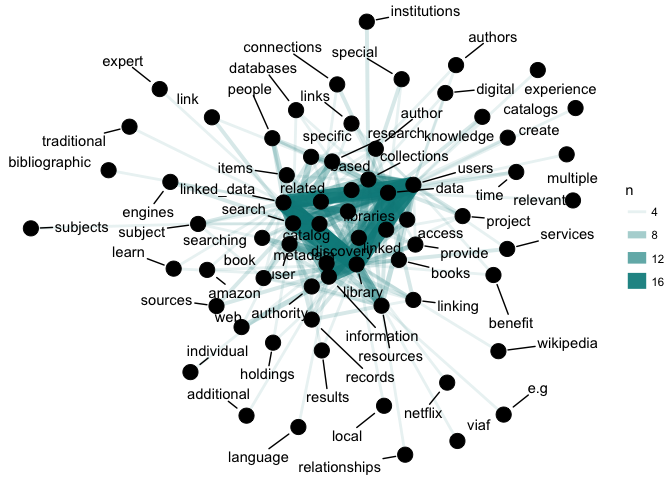 institutions
connections
special
authors
expert
databases
digital
experience
link
people
links
author
catalogs
traditional
specific
research
knowledge
create
bibliographic
items
based
collections
users
multiple
linked_data
related
data
time
relevant
engines
search
libraries
project
subjects
subject
catalog
access
services
searching
discovery
linked
provide
learn
book
metadata
user
books
amazon
library
sources
authority
linking
benefit
web
information
individual
resources
wikipedia
holdings
records
additional
results
netflix
e.g
local
viaf
language
relationships
n
4
8
12
16